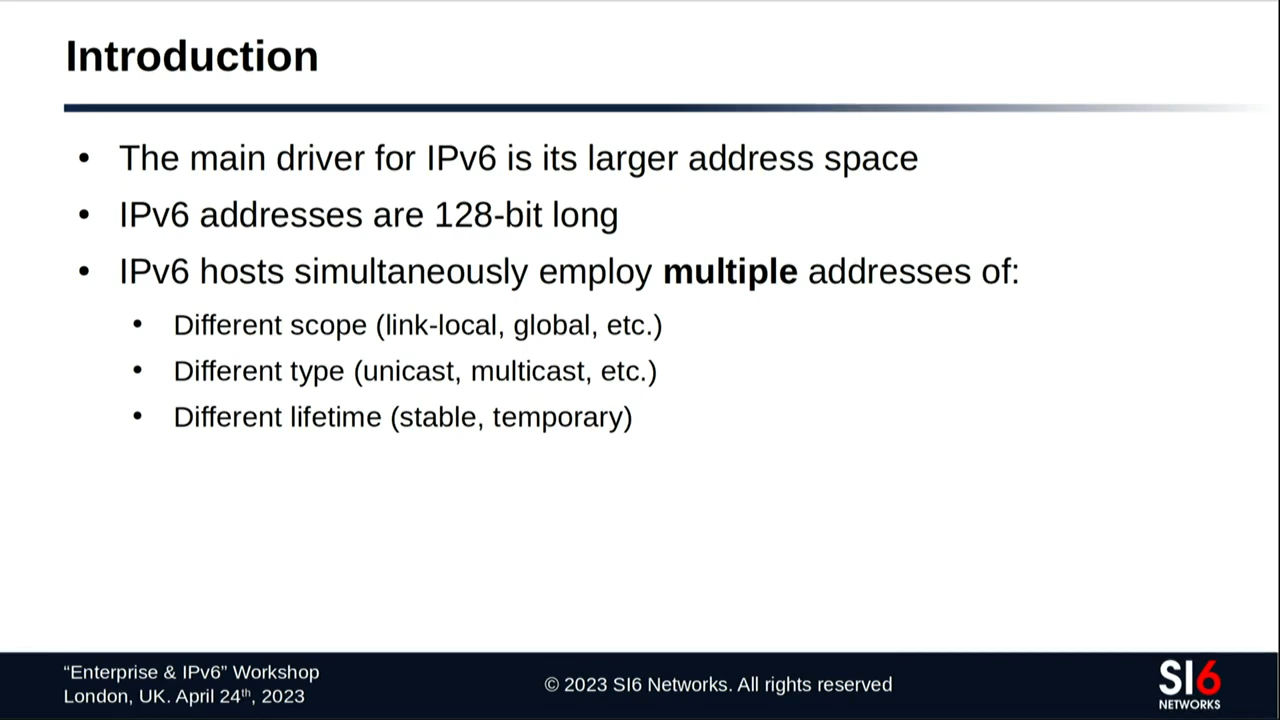 Introduction
• The main driver for IPv6 is its larger address space
• IPv6 addresses are 128-bit long
• IPv6 hosts simultaneously employ multiple addresses of:
• Different scope (link-local, global, etc.)
• Different type (unicast, multicast, etc.)
• Different lifetime (stable, temporary)
“Enterprise & IPv6” Workshop
London, UK. April 24th, 2023
© 2023 SI6 Networks. All rights reserved
SI6
NETWORKS